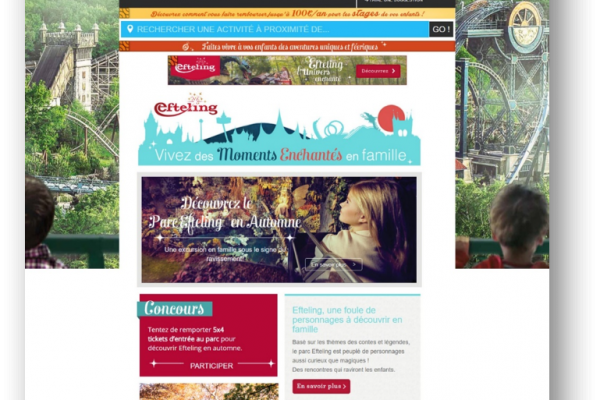 Découvrez comment vous faire rembourser jusqu'à 100€/an pour les stages de vos enfants !
RECHERCHER UNE ACTIVITÉ À PROXIMITÉ DE...
GO !
Faites vivre à vos enfants des aventures uniques et féeriques
Efteling
Efteling
Univers
enchanté
Découvrez >
Efteling
Vivez des Moments Enchantés en famille
Découvrez le
Parc Efteling en Automne
Une excursion en famille sous le signe du
ravissement !
En savoir plus
Concours
Tentez de remporter 5x4
tickets d'entrée au parc pour
découvrir Efteling en automne.
PARTICIPER
Efteling, une foule de
personnages à découvrir en
famille
Basé sur les thèmes des contes et légendes,
le parc Efteling est peuplé de personnages
aussi curieux que magiques !
Des rencontres qui raviront les enfants.
En savoir plus >